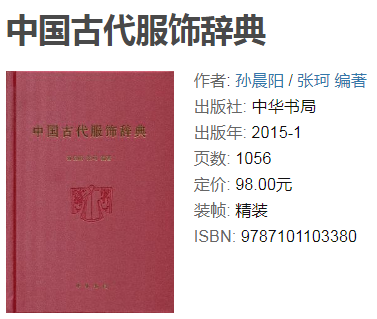 中国古代服饰辞典
中国古代服饰辞典
作者: 孙晨阳 / 张珂 编著
出版社: 中华书局
出版年: 2015-1
页数: 1056
定价: 98.00元
装帧: 精装
ISBN: 9787101103380